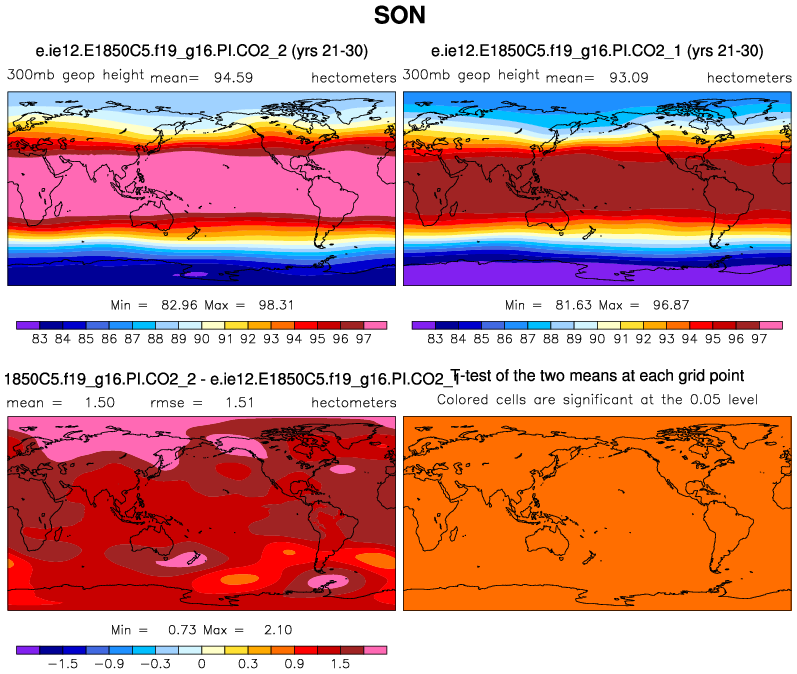 SON
e.ie12.E1850C5.f19_g16.PI.CO2_2 (yrs 21-30)
300mb geop height mean= 94.59 hectometers
Min = 82.96 Max = 98.31
83 84 85 86 87 88 89 90 91 92 93 94 95 96 97
e.ie12.E1850C5.f19_g16.PI.CO2_1 (yrs 21-30)
300mb geop height mean= 93.09 hectometers
Min = 81.63 Max = 96.87
83 84 85 86 87 88 89 90 91 92 93 94 95 96 97
1850C5.f19_g16.PI.CO2_2 - e.ie12.E1850C5.f19_g16.PI.CO2_1
mean = 1.50 rmse = 1.51 hectometers
Min = 0.73 Max = 2.10
-1.5 -0.9 -0.3 0 0.3 0.9 1.5
T-test of the two means at each grid point
Colored cells are significant at the 0.05 level